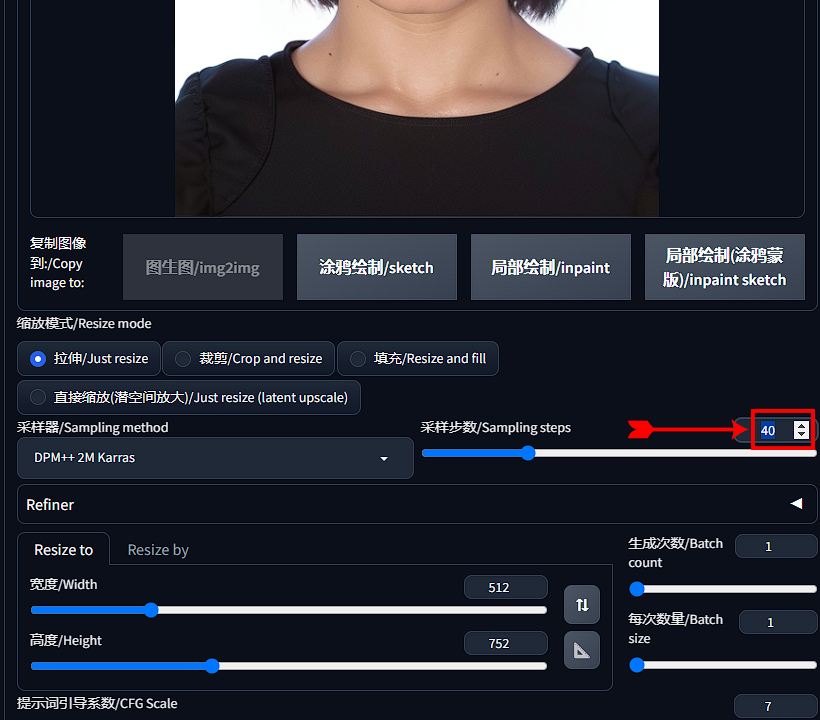 复制图像
到:/Copy
image to:
图生图/img2img
涂鸦绘制/sketch
局部绘制/inpaint
局部绘制(涂鸦蒙
版)/inpaint sketch
缩放模式/Resize mode
拉伸/Just resize
裁剪/Crop and resize
填充/Resize and fill
直接缩放(潜空间放大)/Just resize (latent upscale)
采样器/Sampling method
DPM++ 2M Karras
采样步数/Sampling steps
40
Refiner
Resize to
Resize by
宽度/Width
512
高度/Height
752
生成次数/Batch
count
1
每次数量/Batch
size
1
提示词引导系数/CFG Scale
7